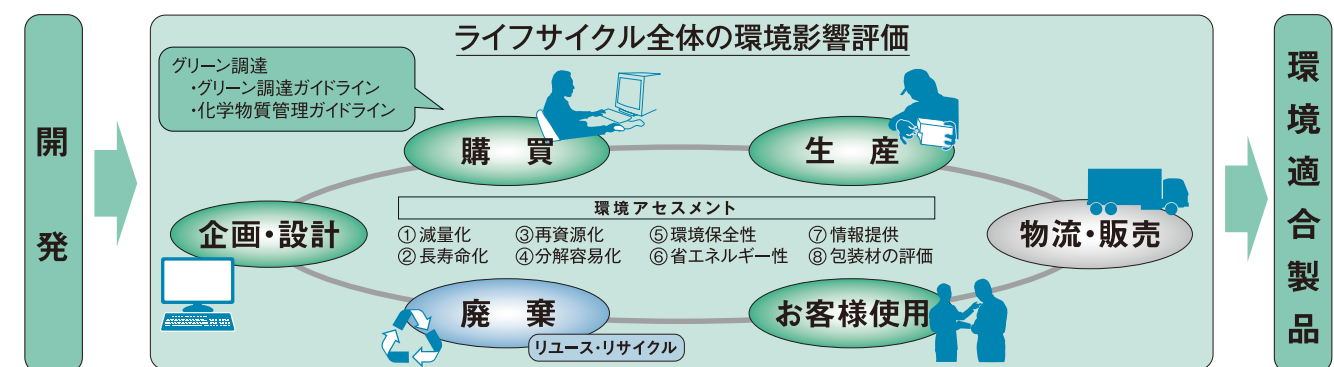 開発
ライフサイクル全体の環境影響評価
グリーン調達
・グリーン調達ガイドライン
・化学物質管理ガイドライン
購買
生産
企画・設計
環境アセスメント
①減量化 ③再資源化 ⑤環境保全性 ⑦情報提供
②長寿命化 ④分解容易化 ⑥省エネルギー性 ⑧包装材の評価
物流・販売
廃棄
リユース・リサイクル
お客様使用
環境適合製品